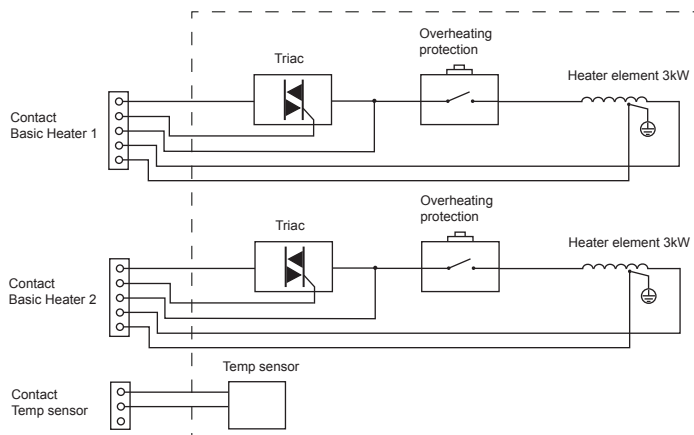 Overheating
protection
Triac
Heater element 3kW
Contact
Basic Heater 1
Overheating
protection
Triac
Heater element 3kW
Contact
Basic Heater 2
Temp sensor
Contact
Temp sensor